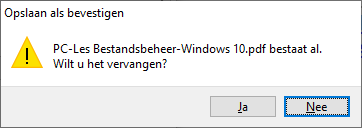 Opslaan als bevestigen
PC-Les Bestandsbeheer-Windows 10.pdf bestaat al.
Wilt u het vervangen?
Ja
Nee